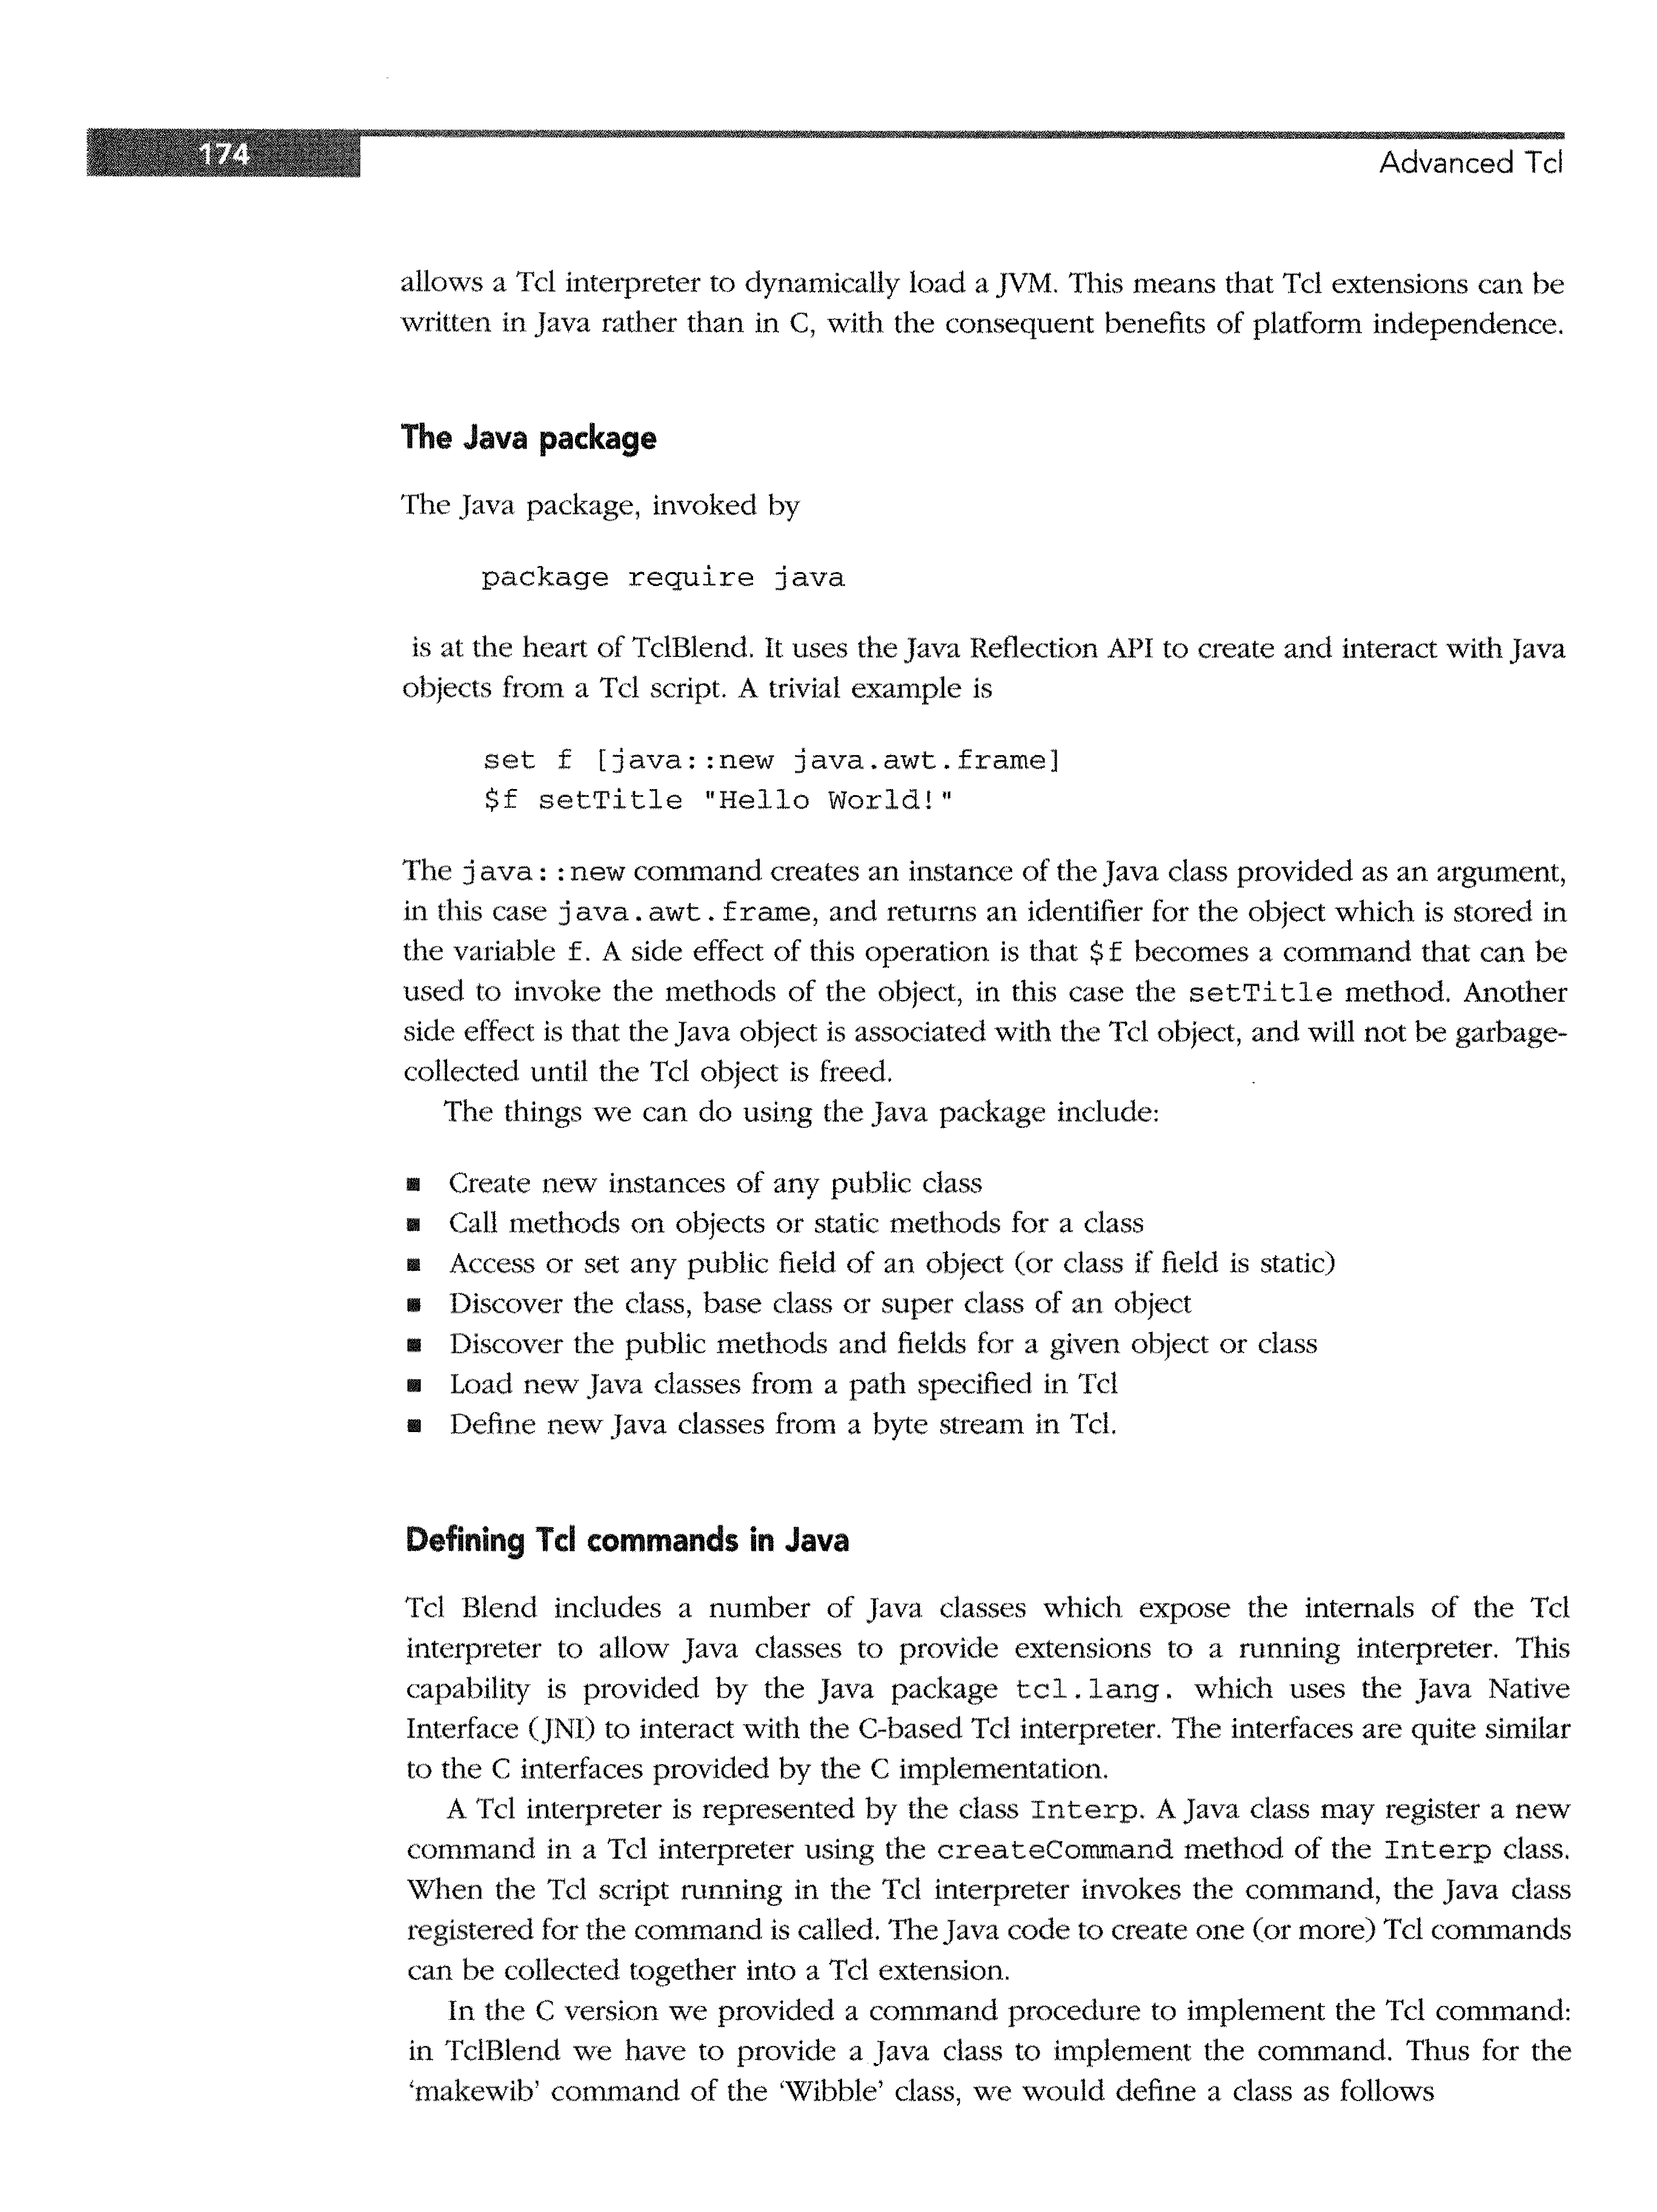 174
Advanced Tcl
allows a Tcl interpreter to dynamically load a JVM. This means that Tcl extensions can be
written in Java rather than in C, with the consequent benefits of platform independence.
The Java package
The Java package, invoked by
package require java
is at the heart of TclBlend. It uses the Java Reflection API to create and interact with Java
objects from a Tcl script. A trivial example is
set f [java::new java.awt.frame]
$f setTitle "Hello World!"
The java::new command creates an instance of the Java class provided as an argument,
in this case java.awt.frame, and returns an identifier for the object which is stored in
the variable f. A side effect of this operation is that $f becomes a command that can be
used to invoke the methods of the object, in this case the setTitle method. Another
side effect is that the Java object is associated with the Tcl object, and will not be garbage-
collected until the Tcl object is freed.
The things we can do using the Java package include:
■ Create new instances of any public class
■ Call methods on objects or static methods for a class
■ Access or set any public field of an object (or class if field is static)
■ Discover the class, base class or super class of an object
■ Discover the public methods and fields for a given object or class
■ Load new Java classes from a path specified in Tcl
■ Define new Java classes from a byte stream in Tcl.
Defining Tcl commands in Java
Tcl Blend includes a number of Java classes which expose the internals of the Tcl
interpreter to allow Java classes to provide extensions to a running interpreter. This
capability is provided by the Java package tcl.lang. which uses the Java Native
Interface (JNI) to interact with the C-based Tcl interpreter. The interfaces are quite similar
to the C interfaces provided by the C implementation.
A Tcl interpreter is represented by the class Interp. A Java class may register a new
command in a Tcl interpreter using the createCommand method of the Interp class.
When the Tcl script running in the Tcl interpreter invokes the command, the Java class
registered for the command is called. The Java code to create one (or more) Tcl commands
can be collected together into a Tcl extension.
In the C version we provided a command procedure to implement the Tcl command:
in TclBlend we have to provide a Java class to implement the command. Thus for the
‘makewib’ command of the ‘Wibble’ class, we would define a class as follows